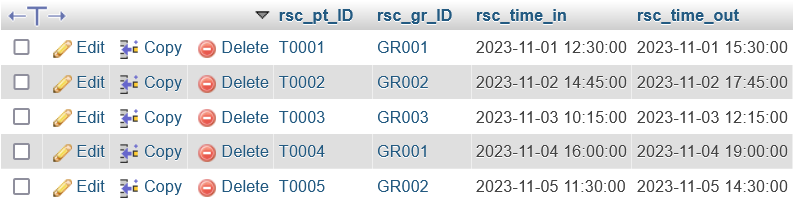 rsc_pt_ID rsc_gr_ID rsc_time_in rsc_time_out
Edit Copy Delete T0001 GR001 2023-11-01 12:30:00 2023-11-01 15:30:00
Edit Copy Delete T0002 GR002 2023-11-02 14:45:00 2023-11-02 17:45:00
Edit Copy Delete T0003 GR003 2023-11-03 10:15:00 2023-11-03 12:15:00
Edit Copy Delete T0004 GR001 2023-11-04 16:00:00 2023-11-04 19:00:00
Edit Copy Delete T0005 GR002 2023-11-05 11:30:00 2023-11-05 14:30:00